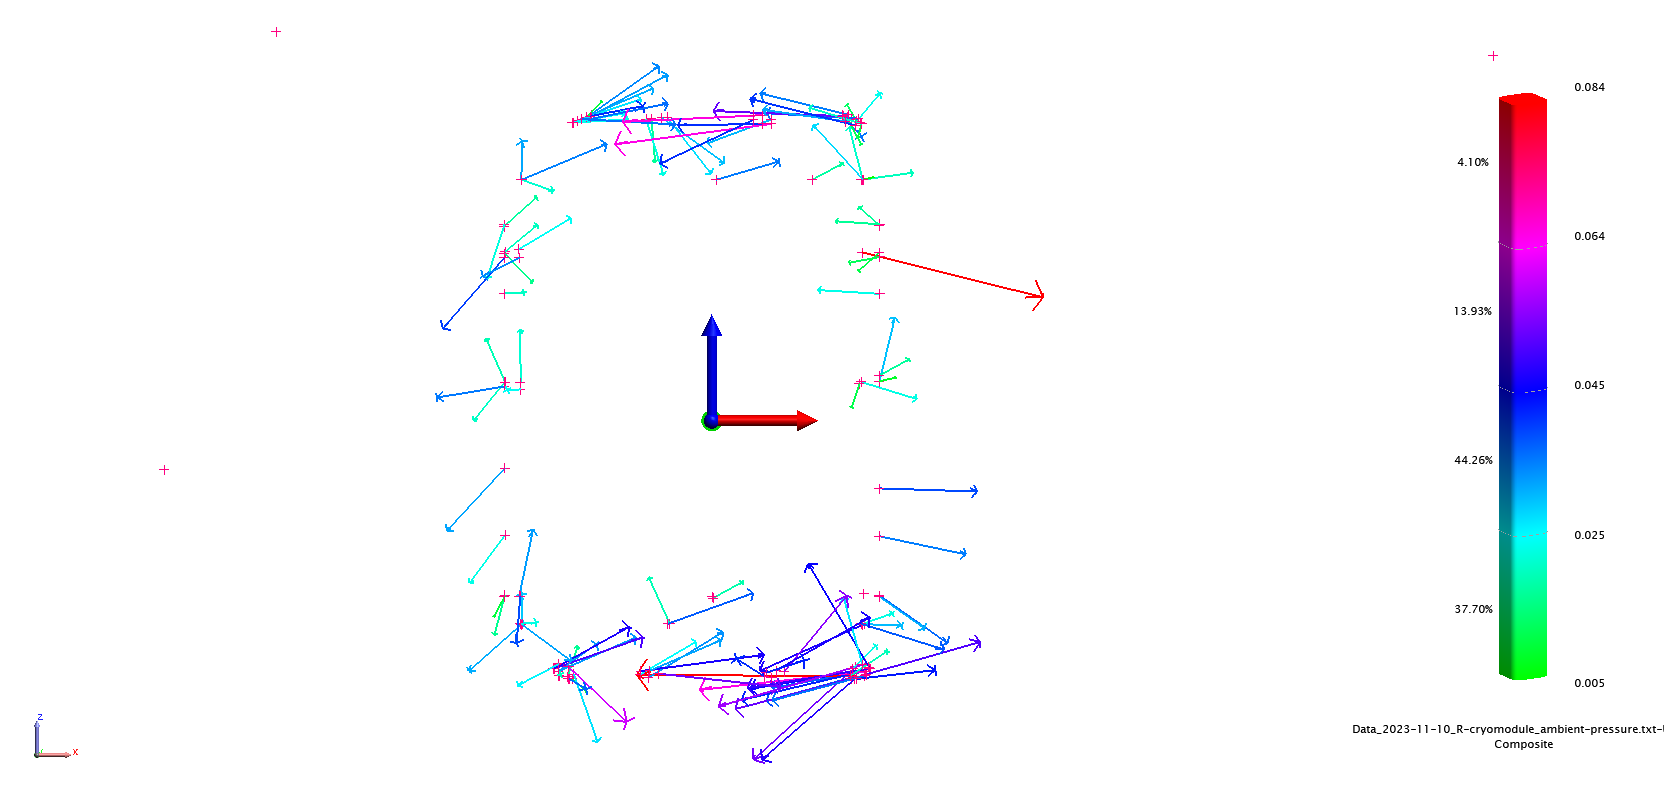 0.084
4.10%
0.064
13.93%
0.045
44.26%
0.025
37.70%
0.005
Data_2023-11-10_R-cryomodule_ambient-pressure.txt-
Composite
z
x